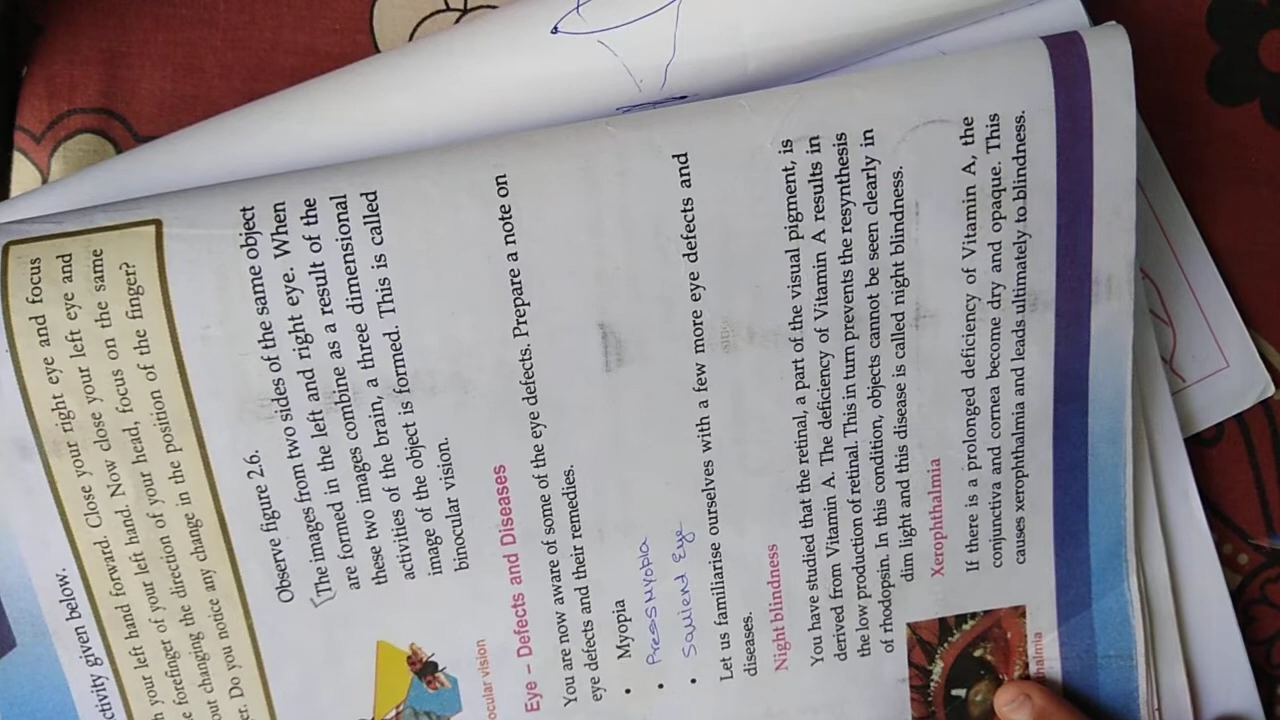 ctivity given below.
your left hand forward. Close your right eye and focus
forefinger of your left hand. Now close your left eye and
out changing the direction of your head, focus on the same
er. Do you notice any change in the position of the finger?
Observe figure 2.6.
The images from two sides of the same object
are formed in the left and right eye. When
these two images combine as a result of the
activities of the brain, a three dimensional
image of the object is formed. This is called
binocular vision.
ocular vision
Eye – Defects and Diseases
You are now aware of some of the eye defects. Prepare a note on
eye defects and their remedies.
• Myopia
•
• Eye
Let us familiarise ourselves with a few more eye defects and
diseases.
Night blindness
You have studied that the retinal, a part of the visual pigment, is
derived from Vitamin A. The deficiency of Vitamin A results in
the low production of retinal. This in turn prevents the resynthesis
of rhodopsin. In this condition, objects cannot be seen clearly in
dim light and this disease is called night blindness.
Xerophthalmia
If there is a prolonged deficiency of Vitamin A, the
conjunctiva and cornea become dry and opaque. This
causes xerophthalmia and leads ultimately to blindness.
thalmia